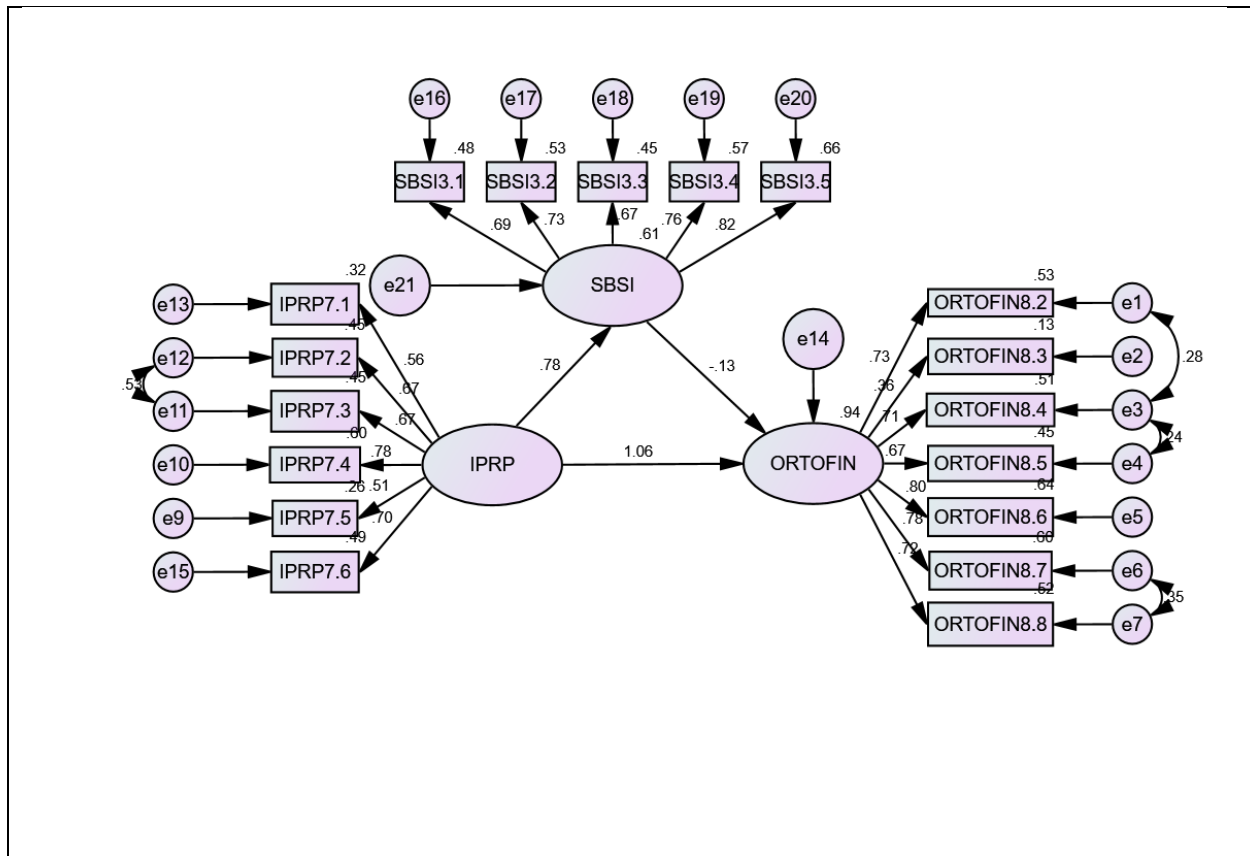 e16 e17 e18 e19 e20
.48 .53 .45 .57 .66
SBSI3.1 SBSI3.2 SBSI3.3 SBSI3.4 SBSI3.5
.69 .73 .67 .76 .82
.61
e21 SBSI
.32 .53
e13 IPRP7.1 ORTOFIN8.2 e1
.45 .13
e14
e12 IPRP7.2 ORTOFIN8.3 e2
.56 .78 -.13 .73 .28
.53 .45 .67 .36 .51
e11 IPRP7.3 ORTOFIN8.4 e3
.60 .67 .94 .71 .45 .24
.78 1.06 .67
e10 IPRP7.4 IPRP ORTOFIN ORTOFIN8.5 e4
.26 .51 .80 .64
e9 IPRP7.5 ORTOFIN8.6 e5
.70 .78
.49 .72 .60
e15 IPRP7.6 ORTOFIN8.7 e6
.52 .35
ORTOFIN8.8 e7